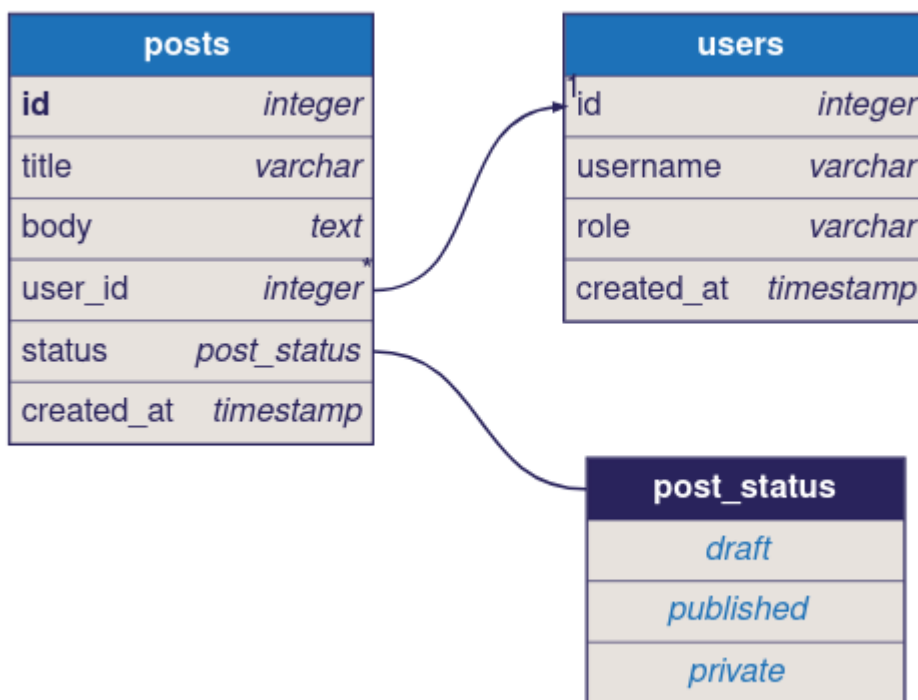 posts
id integer
title varchar
body text
user_id integer *
status post_status
created_at timestamp
users
1
id integer
username varchar
role varchar
created_at timestamp
post_status
draft
published
private